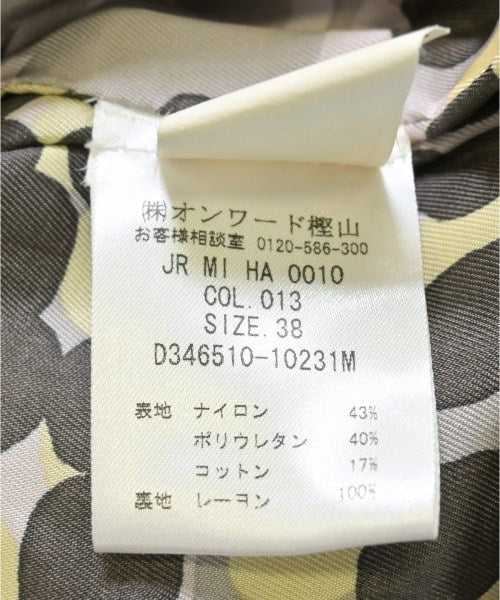 ㈱オンワード樫山
お客様相談室 0120-586-300
JR MI HA 0010
COL. 013
SIZE. 38
D346510-10231M
表地 ナイロン 43%
ポリウレタン 40%
コットン 17%
裏地 レーヨン 100%